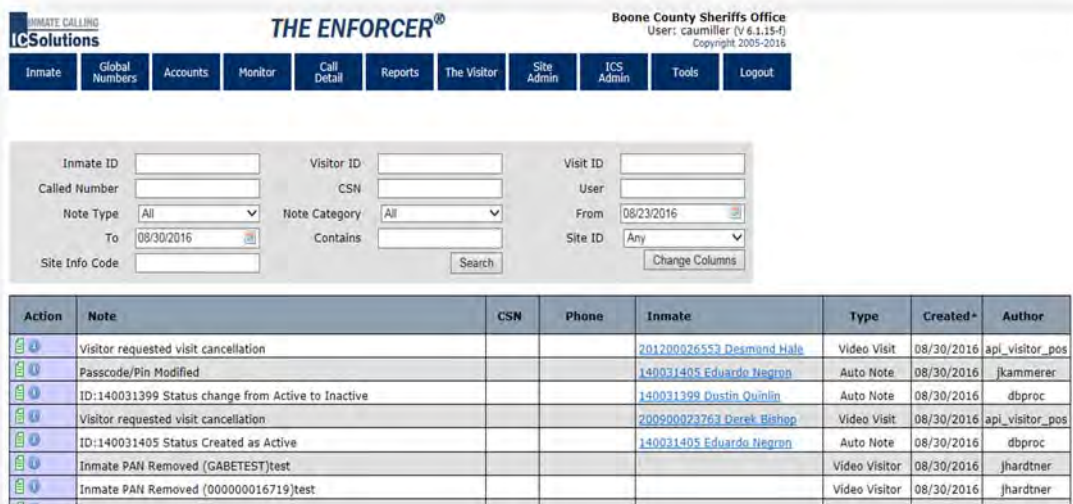 INMATE CALLING
ICSolutions
THE ENFORCER®
Boone County Sheriffs Office
User: caumiller (V 6.1.15-f)
Copyright 2005-2016
Inmate Global Numbers Accounts Monitor Call Detail Reports The Visitor Site Admin ICS Admin Tools Logout
Inmate ID Visitor ID Visit ID
Called Number CSN User
Note Type All Note Category All From 08/23/2016
To 08/30/2016 Contains Site ID Any
Site Info Code Search Change Columns
Action Note CSN Phone Inmate Type Created Author
Visitor requested visit cancellation 201200026553 Desmond Hale Video Visit 08/30/2016 api_visitor_pos
Passcode/Pin Modified 140031405 Eduardo Negron Auto Note 08/30/2016 jkammerer
ID:140031399 Status change from Active to Inactive 140031399 Dustin Quinlin Auto Note 08/30/2016 dbproc
Visitor requested visit cancellation 200900023763 Derek Bishop Video Visit 08/30/2016 api_visitor_pos
ID:140031405 Status Created as Active 140031405 Eduardo Negron Auto Note 08/30/2016 dbproc
Inmate PAN Removed (GABETEST)test Video Visitor 08/30/2016 jhardtner
Inmate PAN Removed (000000016719)test Video Visitor 08/30/2016 jhardtner